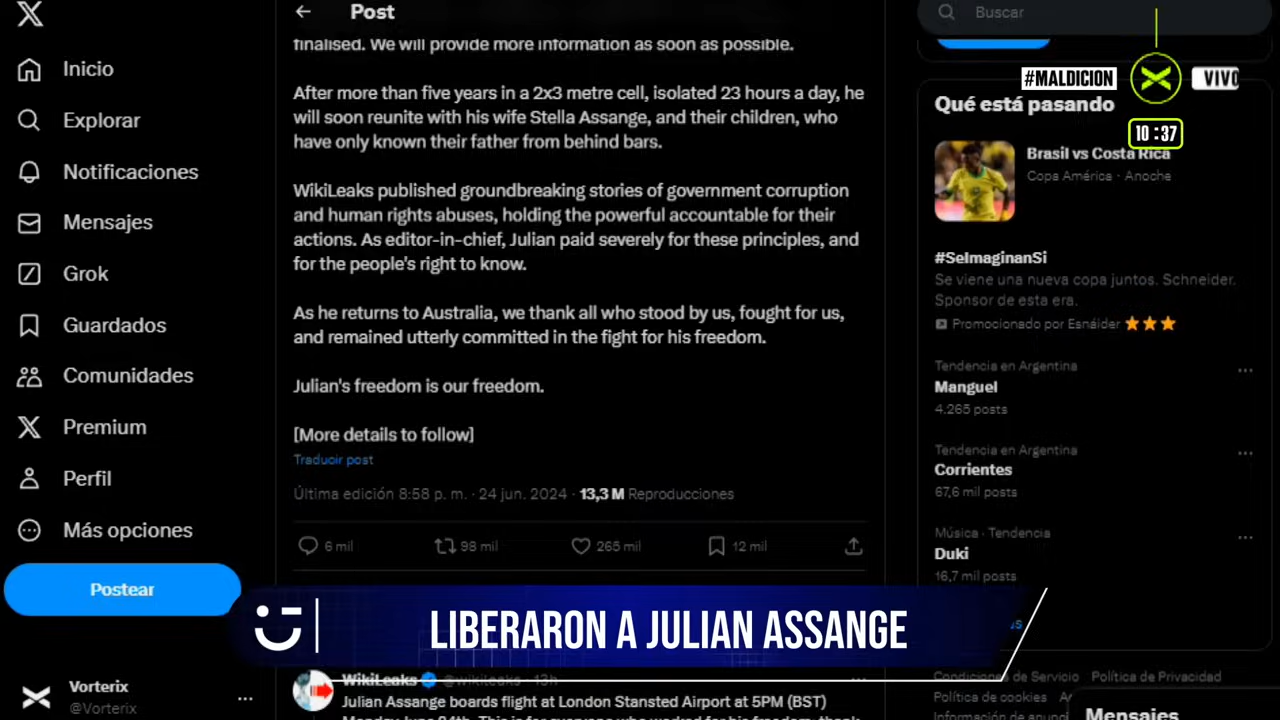 Post
Buscar
finalised. We will provide more information as soon as possible.
Inicio
Explorar
Notificaciones
Mensajes
Grok
Guardados
Comunidades
Premium
Perfil
Más opciones
Postear
Vorterix
@Vorterix
After more than five years in a 2x3 metre cell, isolated 23 hours a day, he
will soon reunite with his wife Stella Assange, and their children, who
have only known their father from behind bars.
WikiLeaks published groundbreaking stories of government corruption
and human rights abuses, holding the powerful accountable for their
actions. As editor-in-chief, Julian paid severely for these principles, and
for the people's right to know.
As he returns to Australia, we thank all who stood by us, fought for us,
and remained utterly committed in the fight for his freedom.
Julian's freedom is our freedom.
[More details to follow]
Traducir post
Última edición 8:58 p. m. · 24 jun. 2024 · 13,3 M Reproducciones
6 mil 98 mil 265 mil 12 mil
LIBERARON A JULIAN ASSANGE
WikiLeaks @wikileaks · 13h
Julian Assange boards flight at London Stansted Airport at 5PM (BST)
#MALDICION VIVO
10:37
Qué está pasando
Brasil vs Costa Rica
Copa América · Anoche
#SeImaginanSi
Se viene una nueva copa juntos. Schneider.
Sponsor de esta era.
Promocionado por Esnáider
Tendencia en Argentina
Manguel
4.265 posts
Tendencia en Argentina
Corrientes
67,6 mil posts
Música · Tendencia
Duki
16,7 mil posts
Condiciones de Servicio Política de Privacidad
Política de cookies
Mensajes